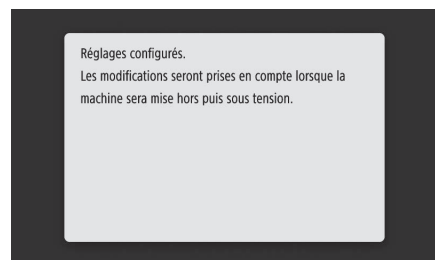 Réglages configurés.
Les modifications seront prises en compte lorsque la
machine sera mise hors puis sous tension.